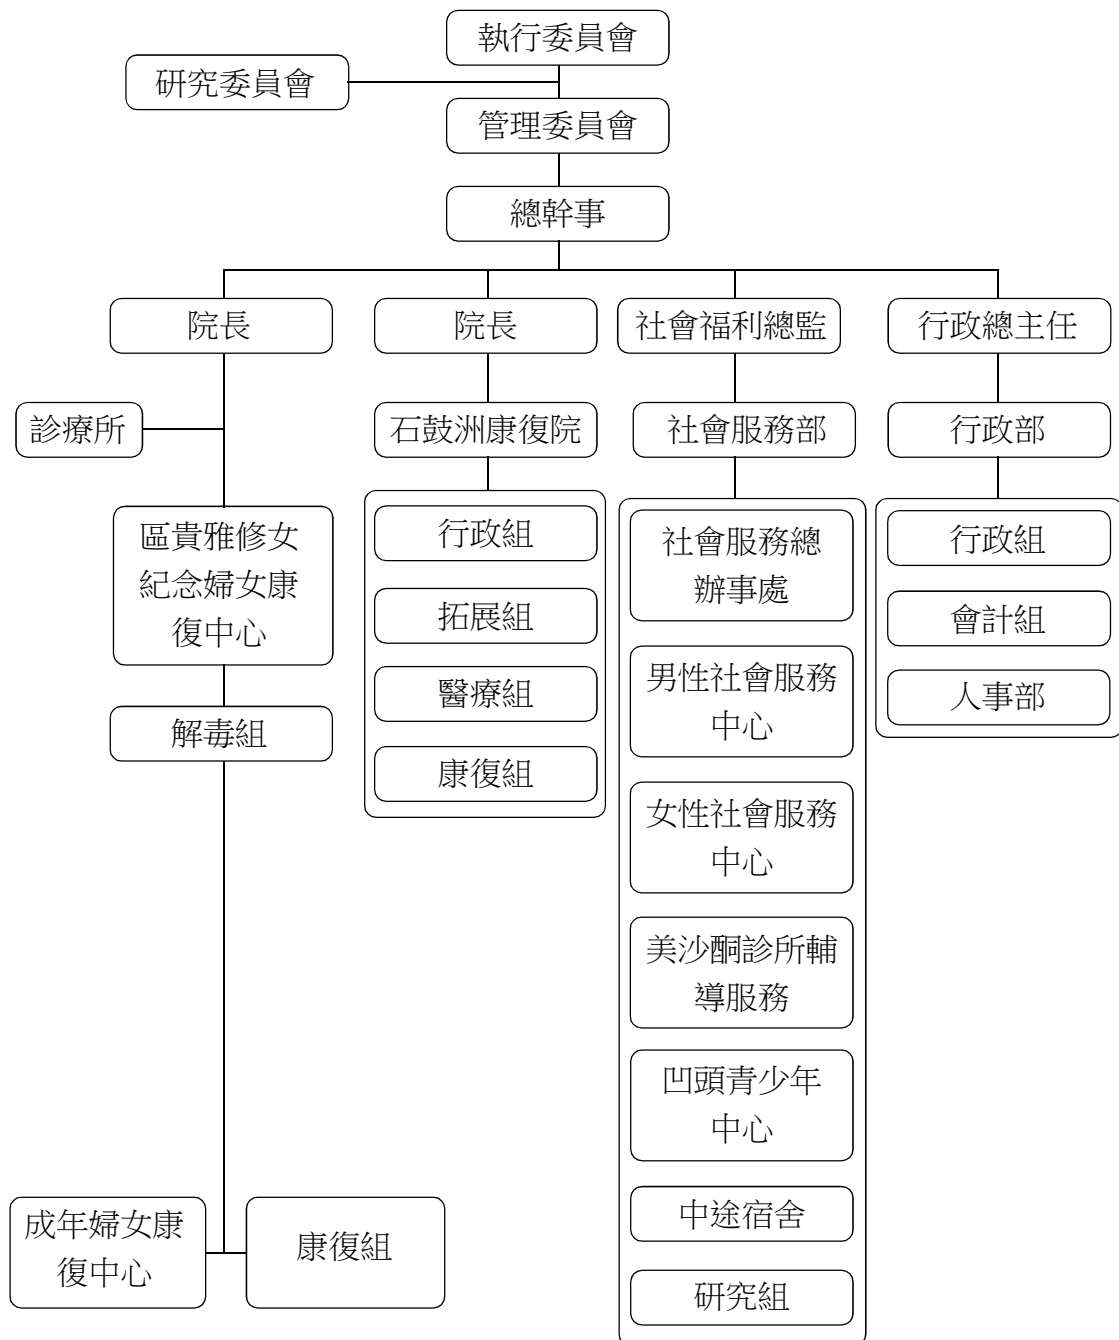 執行委員會
研究委員會
管理委員會
總幹事
院長
院長
社會福利總監
行政總主任
診療所
石鼓洲康復院
社會服務部
行政部
區貴雅修女
紀念婦女康
復中心
解毒組
成年婦女康
復中心
康復組
行政組
拓展組
醫療組
康復組
社會服務總
辦事處
男性社會服務
中心
女性社會服務
中心
美沙酮診所輔
導服務
凹頭青少年
中心
中途宿舍
研究組
行政組
會計組
人事部